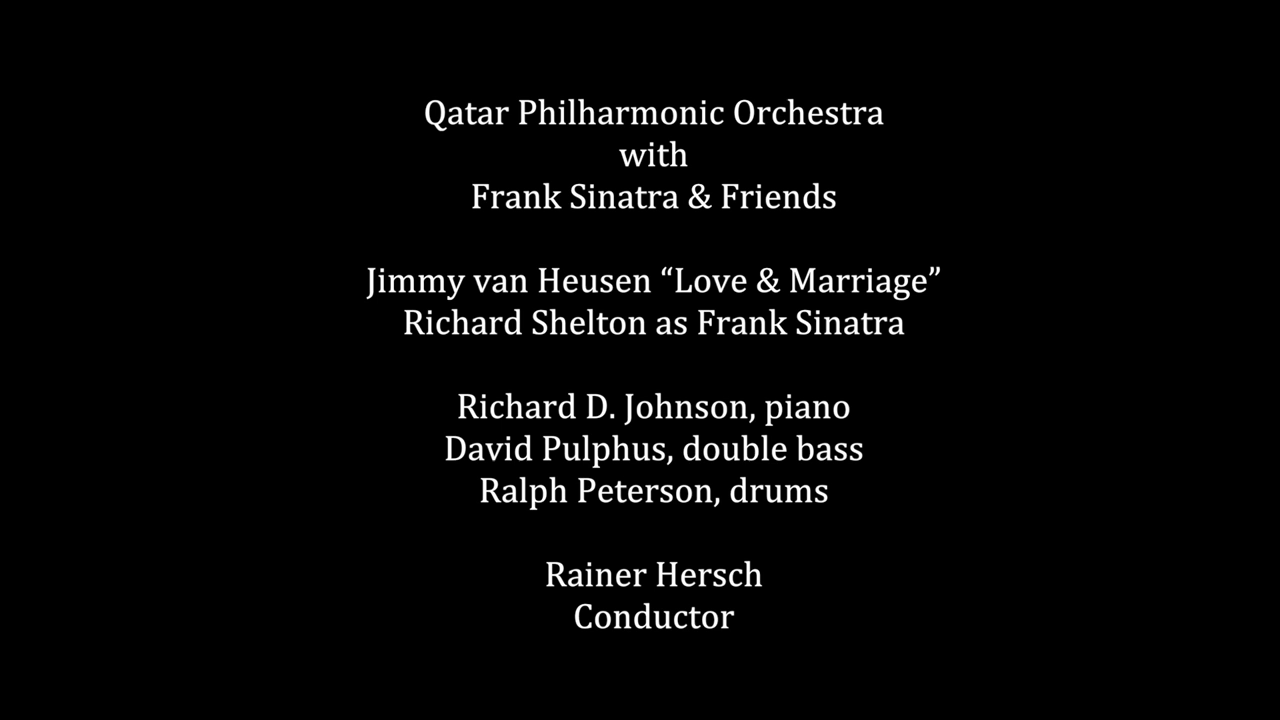 Qatar Philharmonic Orchestra
with
Frank Sinatra & Friends
Jimmy van Heusen “Love & Marriage”
Richard Shelton as Frank Sinatra
Richard D. Johnson, piano
David Pulphus, double bass
Ralph Peterson, drums
Rainer Hersch
Conductor